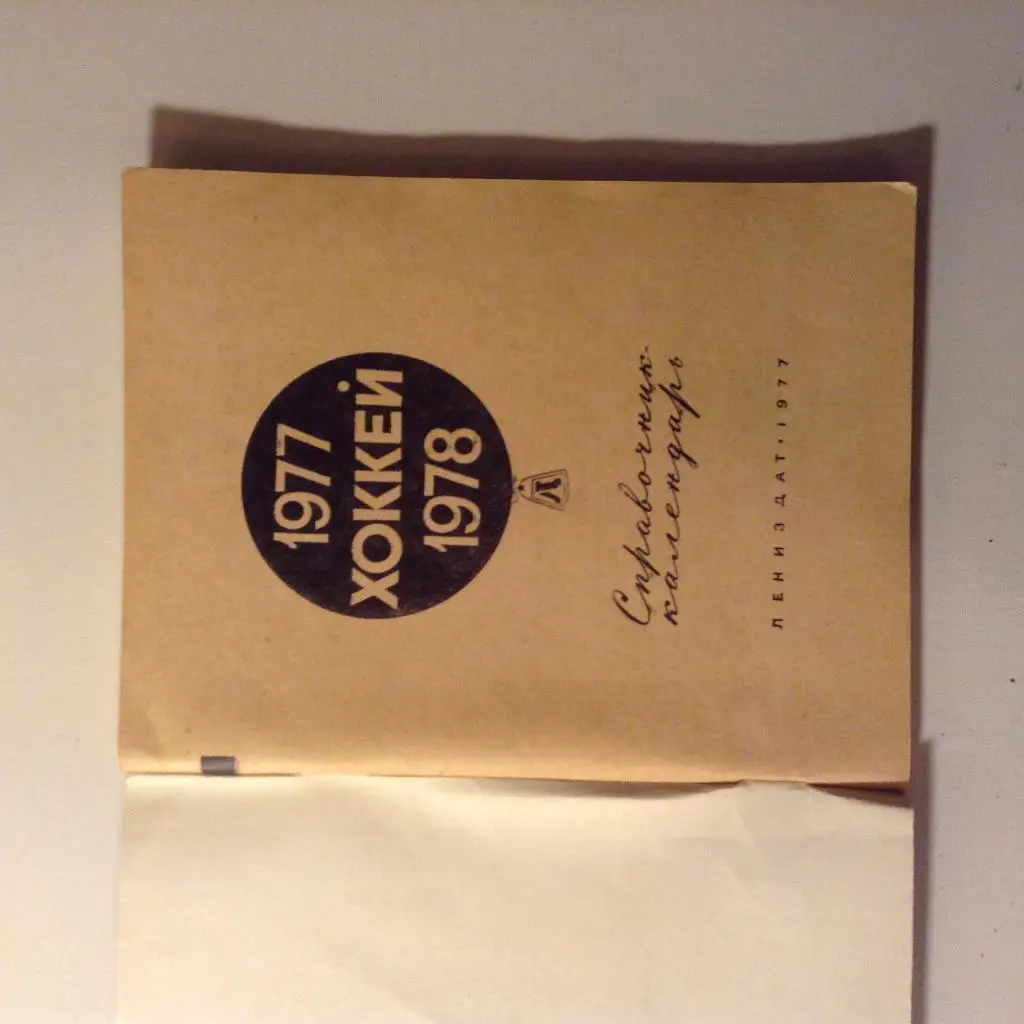 1977
ХОККЕЙ
1978
Л
Справочник-
календарь
ЛЕНИЗДАТ · 1977